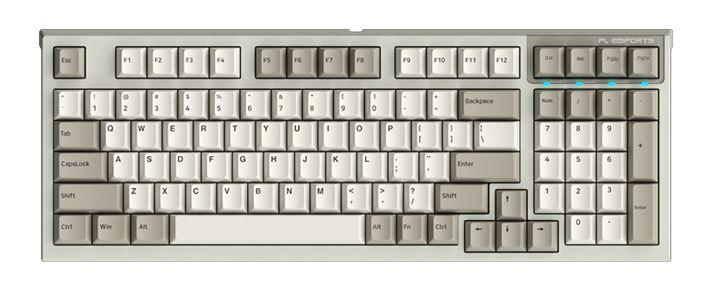 FL ESPORTS
Esc F1 F2 F3 F4 F5 F6 F7 F8 F9 F10 F11 F12 Del Ins PgUp PgDn
! @ # $ % ^ & * ( )
1 2 3 4 5 6 7 8 9 0 - = Backpace Num / * -
Tab Q W E R T Y U I O P { [ } ] | \ 7 8 9 +
CapsLock A S D F G H J K L : ; " ' Enter 4 5 6
Shift Z X C V B N M < , > . ? / Shift ↑ 1 2 3 Enter
Ctrl Win Alt Alt Fn Ctrl ← ↓ → 0 .